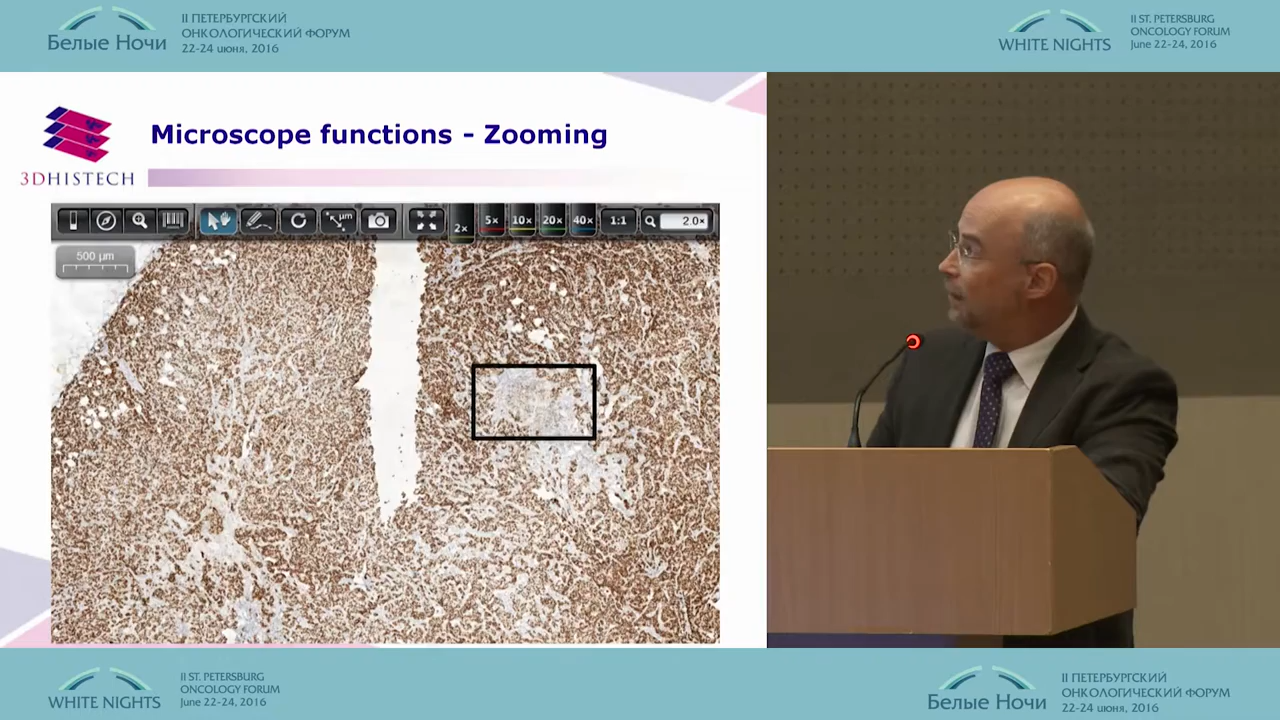 Белые Ночи
II ПЕТЕРБУРГСКИЙ
ОНКОЛОГИЧЕСКИЙ ФОРУМ
22-24 июня, 2016
WHITE NIGHTS
II ST. PETERSBURG
ONCOLOGY FORUM
June 22-24, 2016
3DHISTECH
Microscope functions - Zooming
µm
2x
5x
10x
20x
40x
1:1
2.0x
500 µm
WHITE NIGHTS
II ST. PETERSBURG
ONCOLOGY FORUM
June 22-24, 2016
Белые Ночи
II ПЕТЕРБУРГСКИЙ
ОНКОЛОГИЧЕСКИЙ ФОРУМ
22-24 июня, 2016